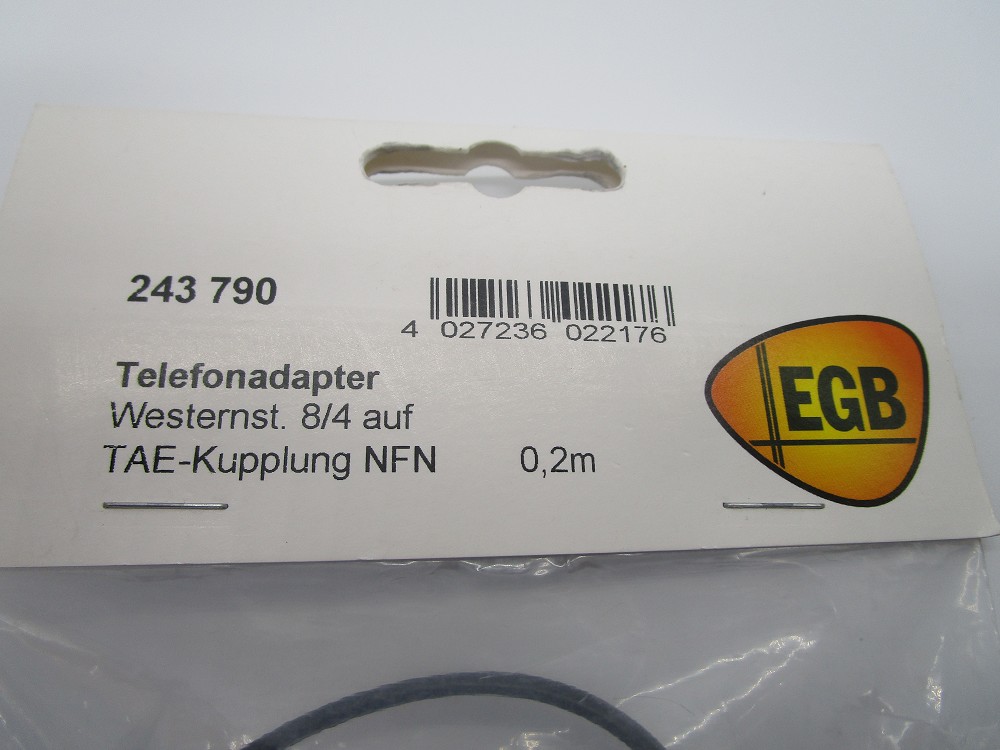 243 790
4 027236 022176
Telefonadapter
Westernst. 8/4 auf
TAE-Kupplung NFN 0,2m
EGB